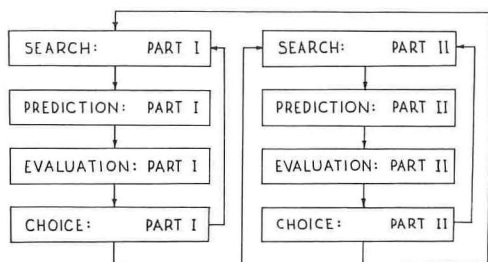 SEARCH: PART I
PREDICTION: PART I
EVALUATION: PART I
CHOICE: PART I
SEARCH: PART II
PREDICTION: PART II
EVALUATION: PART II
CHOICE: PART II